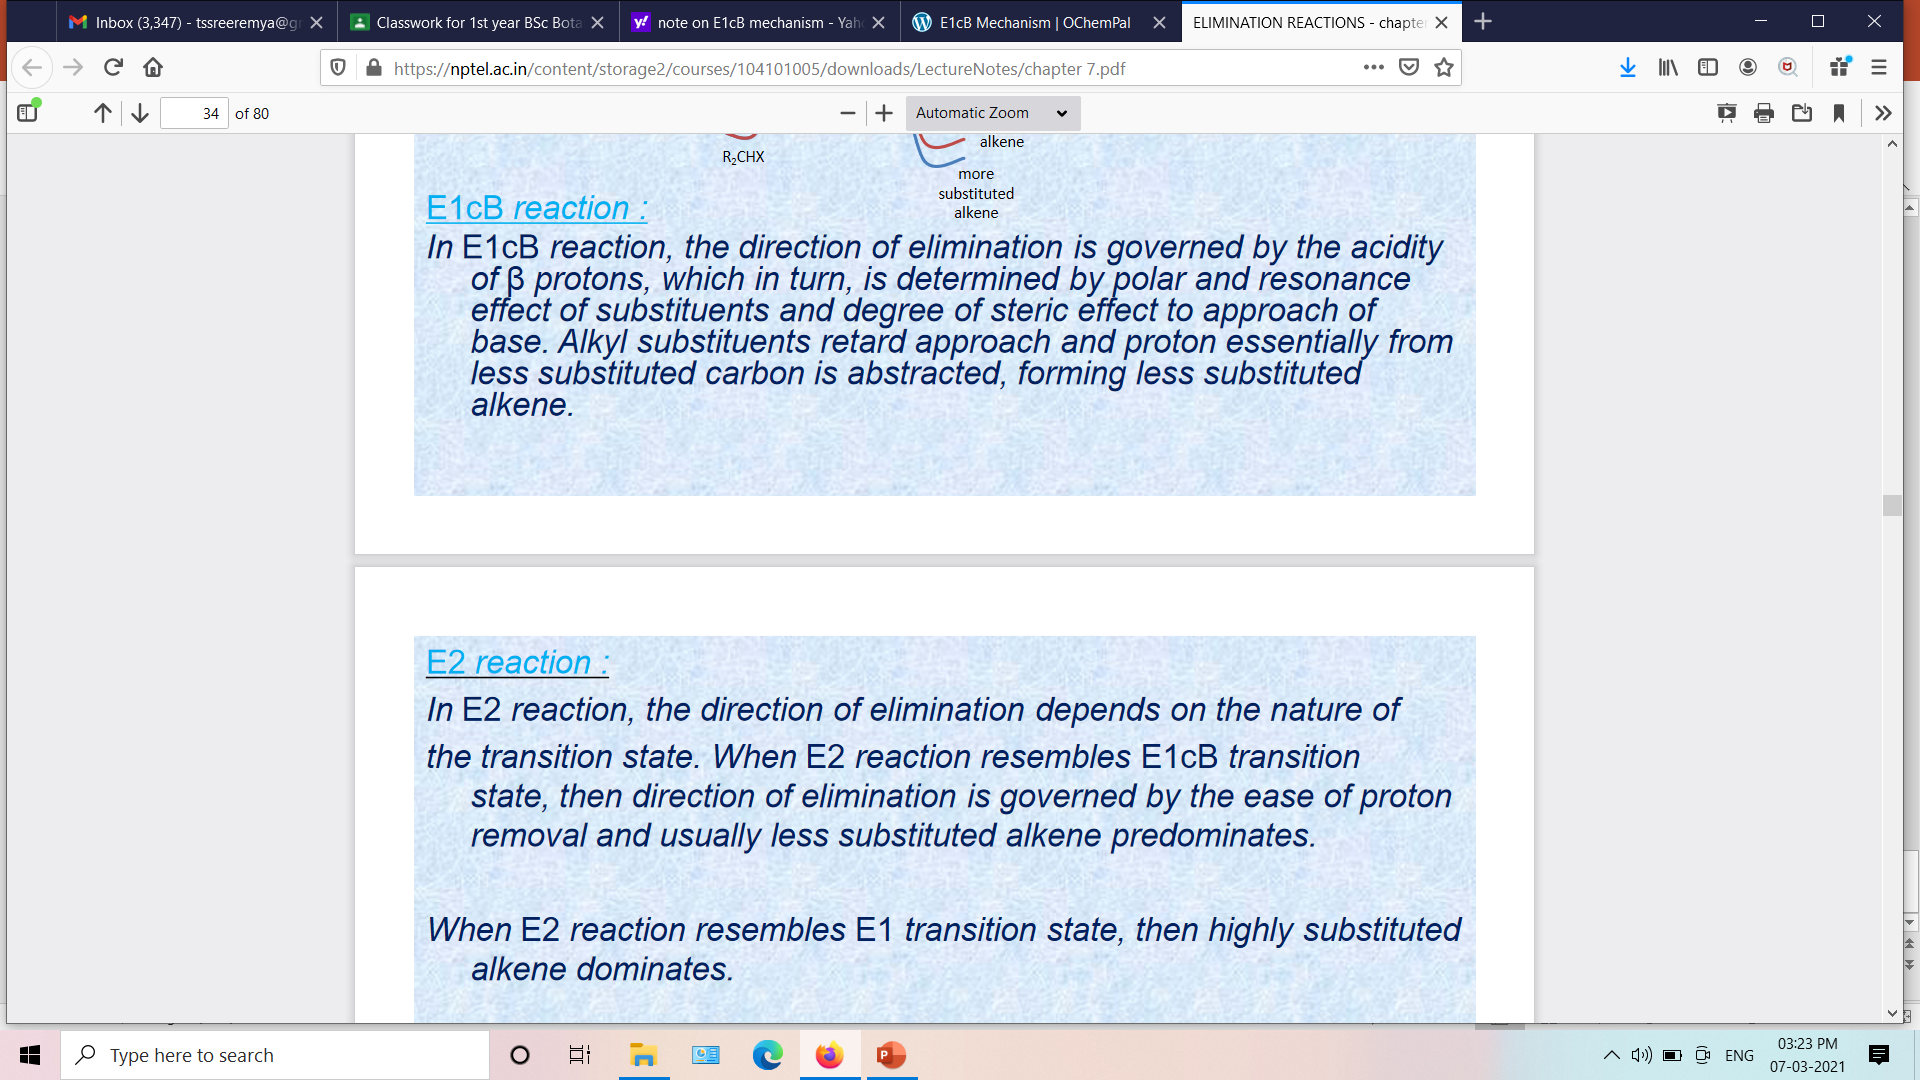 Inbox (3,347) - tssreeremya@g
Classwork for 1st year BSc Bota
note on E1cB mechanism - Yah
E1cB Mechanism | OChemPal
ELIMINATION REACTIONS - chapte
https://nptel.ac.in/content/storage2/courses/104101005/downloads/LectureNotes/chapter 7.pdf
34 of 80
Automatic Zoom
alkene
R₂CHX
more
substituted
alkene
E1cB reaction :
In E1cB reaction, the direction of elimination is governed by the acidity
of β protons, which in turn, is determined by polar and resonance
effect of substituents and degree of steric effect to approach of
base. Alkyl substituents retard approach and proton essentially from
less substituted carbon is abstracted, forming less substituted
alkene.
E2 reaction :
In E2 reaction, the direction of elimination depends on the nature of
the transition state. When E2 reaction resembles E1cB transition
state, then direction of elimination is governed by the ease of proton
removal and usually less substituted alkene predominates.
When E2 reaction resembles E1 transition state, then highly substituted
alkene dominates.
Type here to search
ENG
03:23 PM
07-03-2021